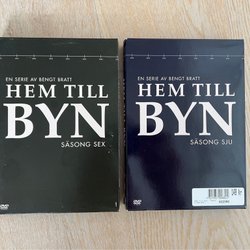 EN SERIE AV BENGT BRATT
HEM TILL
BYN
SÄSONG SEX
DVD
EN SERIE AV BENGT BRATT
HEM TILL
BYN
SÄSONG SJU
DVD